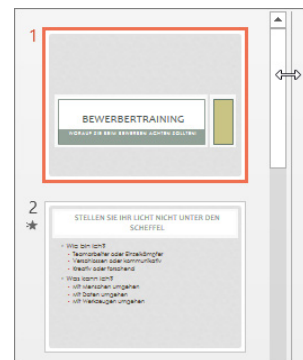 1
BEWERBERTRAINING
WORAUF SIE BEIM BEWERBEN ACHTEN SOLLTEN!
2
STELLEN SIE IHR LICHT NICHT UNTER DEN
SCHEFFEL
Wie bin ich?
Teamarbeiter oder Einzelkämpfer
Verschlossen oder kommunikativ
Kreativ oder forschend
Was kann ich?
Mit Menschen umgehen
Mit Daten umgehen
Mit Werkzeugen umgehen